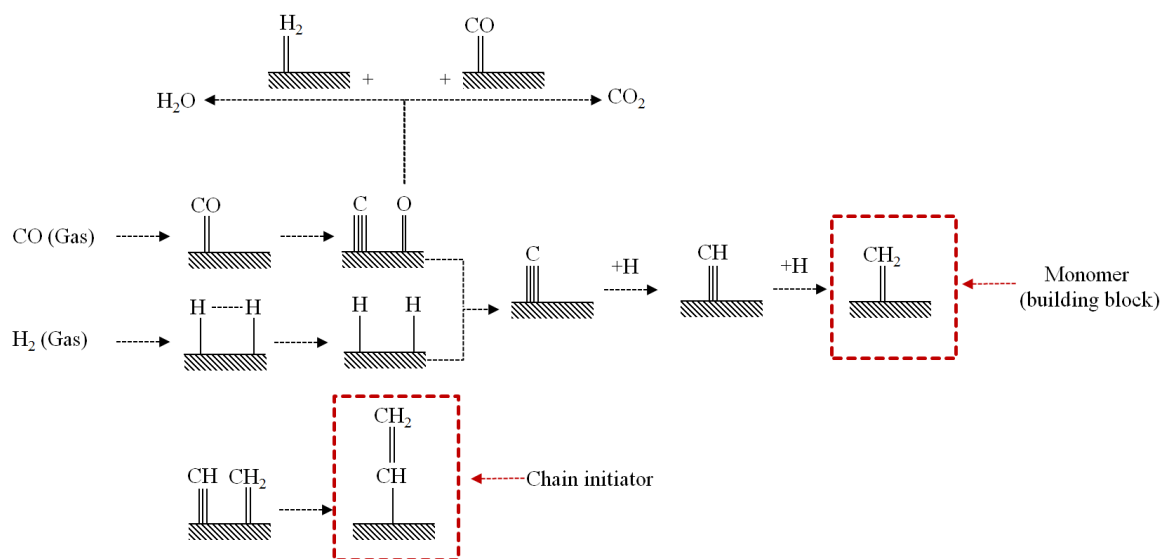 H₂
CO
+
+
H₂O
CO₂
CO
C
O
CO (Gas)
C
+H
CH
+H
CH₂
Monomer
(building block)
H
H
H
H
H₂ (Gas)
CH₂
CH
CH
CH₂
Chain initiator